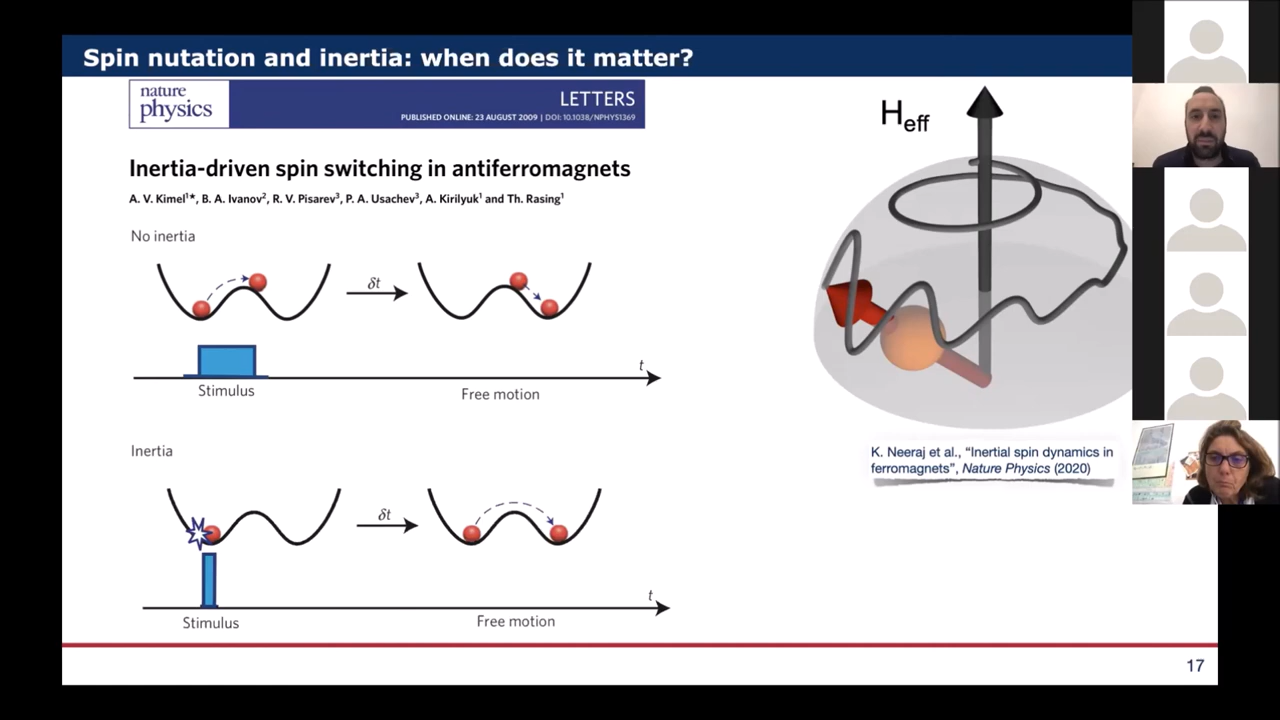 Spin nutation and inertia: when does it matter?
nature
physics
LETTERS
PUBLISHED ONLINE: 23 AUGUST 2009 | DOI: 10.1038/NPHYS1369
Inertia-driven spin switching in antiferromagnets
A. V. Kimel¹*, B. A. Ivanov², R. V. Pisarev³, P. A. Usachev³, A. Kirilyuk¹ and Th. Rasing¹
No inertia
δt
t
Stimulus
Free motion
Inertia
δt
t
Stimulus
Free motion
Heff
K. Neeraj et al., “Inertial spin dynamics in
ferromagnets”, Nature Physics (2020)
17